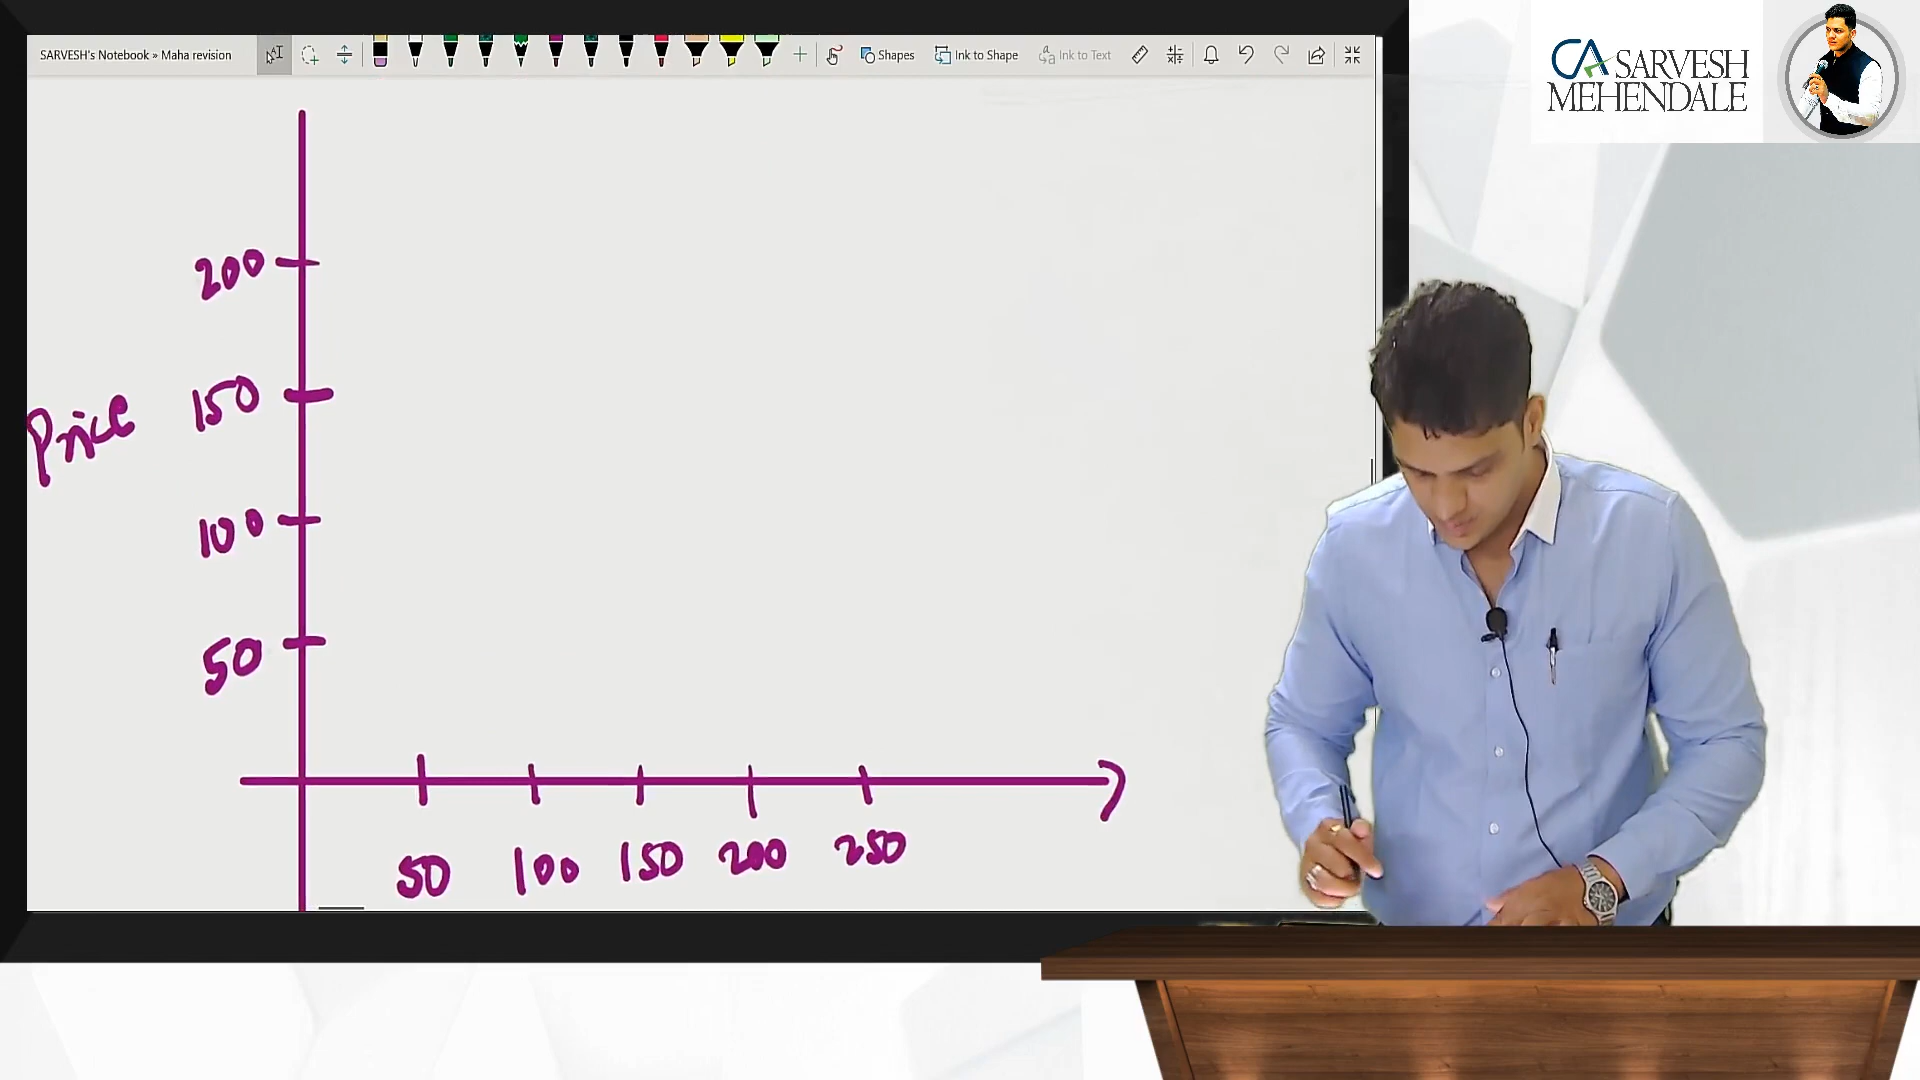 SARVESH's Notebook » Maha revision
Shapes
Ink to Shape
Ink to Text
CA SARVESH
MEHENDALE
200
150
Price
100
50
50 100 150 200 250